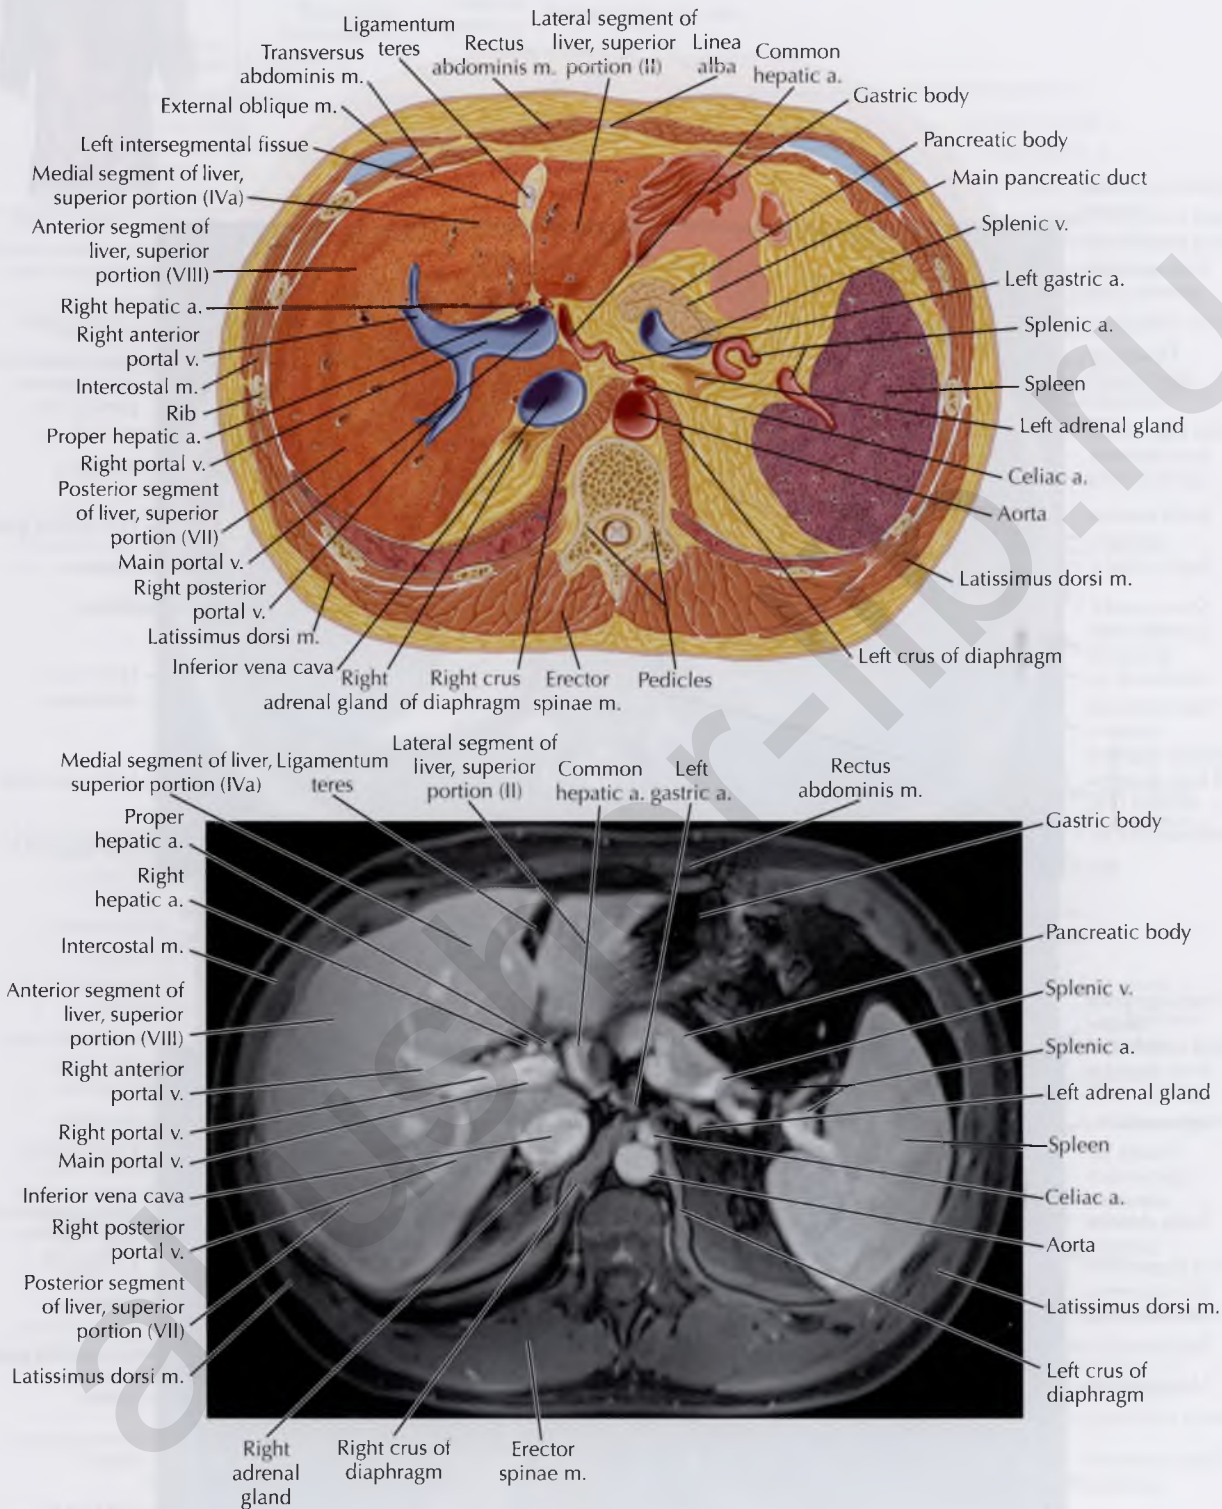 Ligamentum
teres
Transversus
abdominis m.
Rectus
abdominis m.
Lateral segment of
liver, superior
portion (II)
Linea
alba
Common
hepatic a.
External oblique m.
Left intersegmental fissue
Medial segment of liver,
superior portion (IVa)
Anterior segment of
liver, superior
portion (VIII)
Right hepatic a.
Right anterior
portal v.
Intercostal m.
Rib
Proper hepatic a.
Right portal v.
Posterior segment
of liver, superior
portion (VII)
Main portal v.
Right posterior
portal v.
Latissimus dorsi m.
Inferior vena cava
Right
adrenal gland
Right crus
of diaphragm
Erector
spinae m.
Pedicles
Gastric body
Pancreatic body
Main pancreatic duct
Splenic v.
Left gastric a.
Splenic a.
Spleen
Left adrenal gland
Celiac a.
Aorta
Latissimus dorsi m.
Left crus of diaphragm
Medial segment of liver,
superior portion (IVa)
Ligamentum
teres
Lateral segment of
liver, superior
portion (II)
Common
hepatic a.
Left
gastric a.
Rectus
abdominis m.
Proper
hepatic a.
Right
hepatic a.
Intercostal m.
Anterior segment of
liver, superior
portion (VIII)
Right anterior
portal v.
Right portal v.
Main portal v.
Inferior vena cava
Right posterior
portal v.
Posterior segment
of liver, superior
portion (VII)
Latissimus dorsi m.
Right
adrenal
gland
Right crus of
diaphragm
Erector
spinae m.
Gastric body
Pancreatic body
Splenic v.
Splenic a.
Left adrenal gland
Spleen
Celiac a.
Aorta
Latissimus dorsi m.
Left crus of
diaphragm